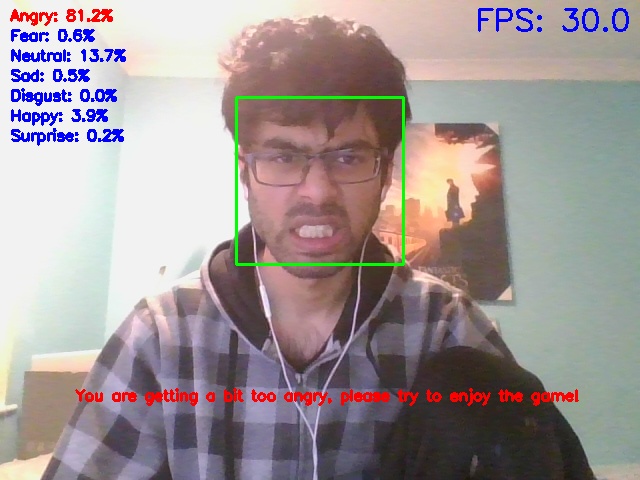 Angry: 81.2%
FPS: 30.0
Fear: 0.6%
Neutral: 13.7%
Sad: 0.5%
Disgust: 0.0%
Happy: 3.9%
Surprise: 0.2%
FANTASTIC
You are getting a bit too angry, please try to enjoy the game!